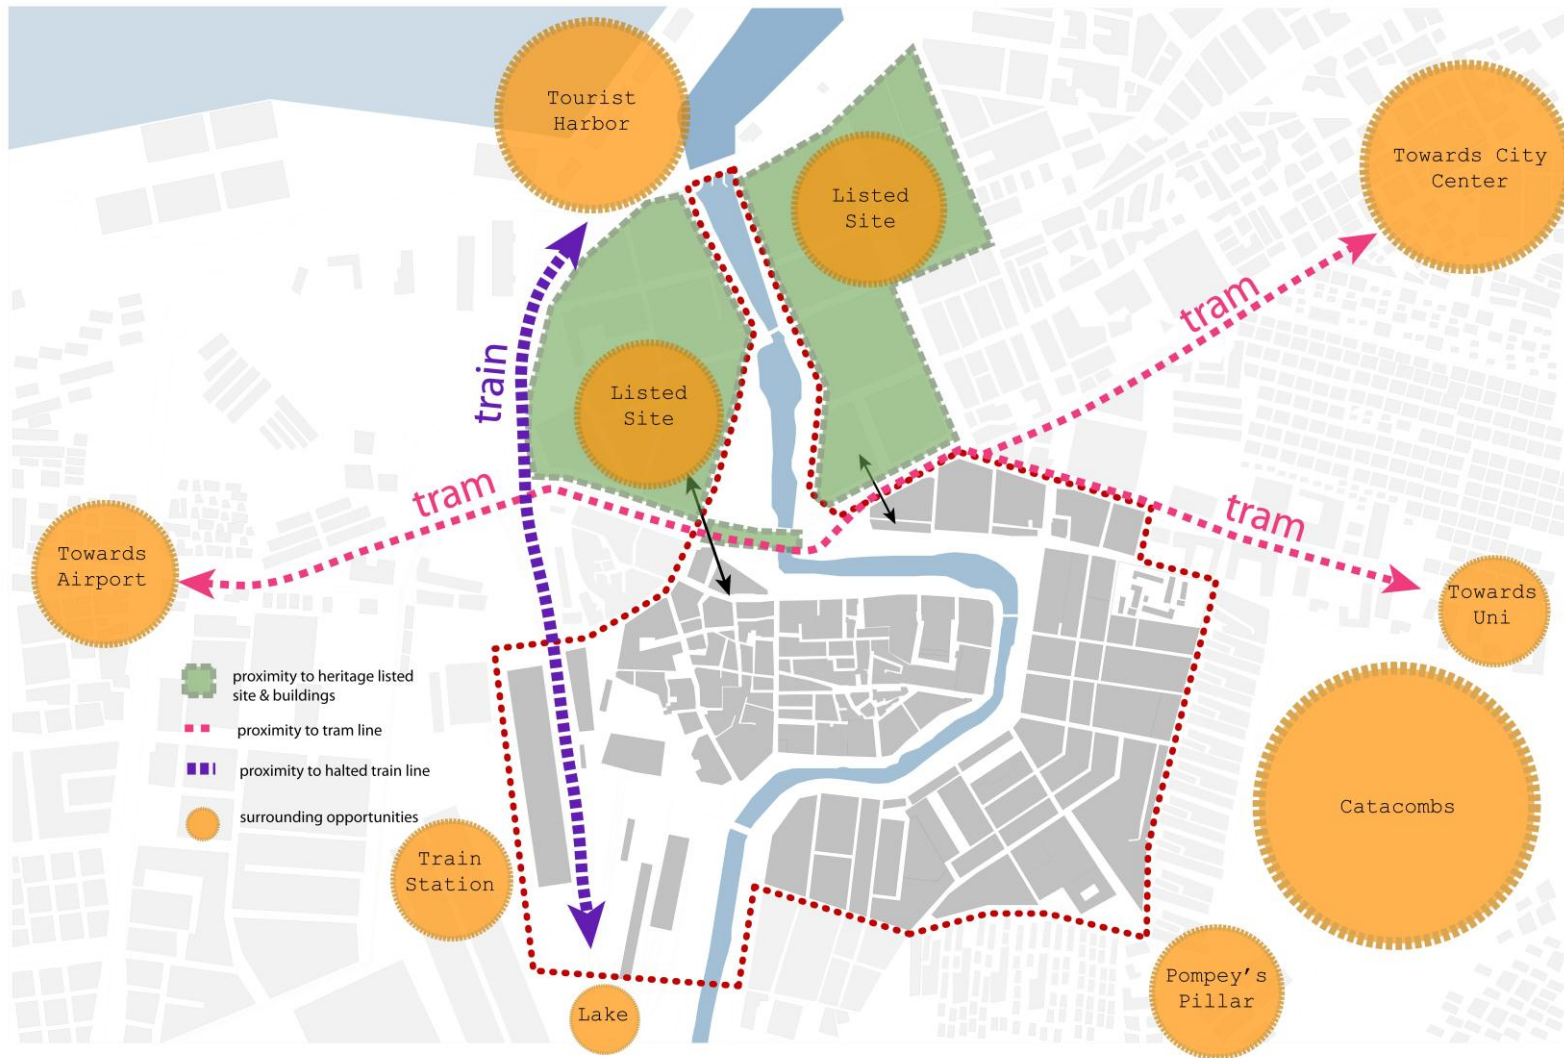 Tourist
Harbor
Listed
Site
Towards City
Center
tram
train
Listed
Site
tram
tram
Towards
Airport
Towards
Uni
proximity to heritage listed
site & buildings
proximity to tram line
proximity to halted train line
surrounding opportunities
Catacombs
Train
Station
Pompey's
Pillar
Lake